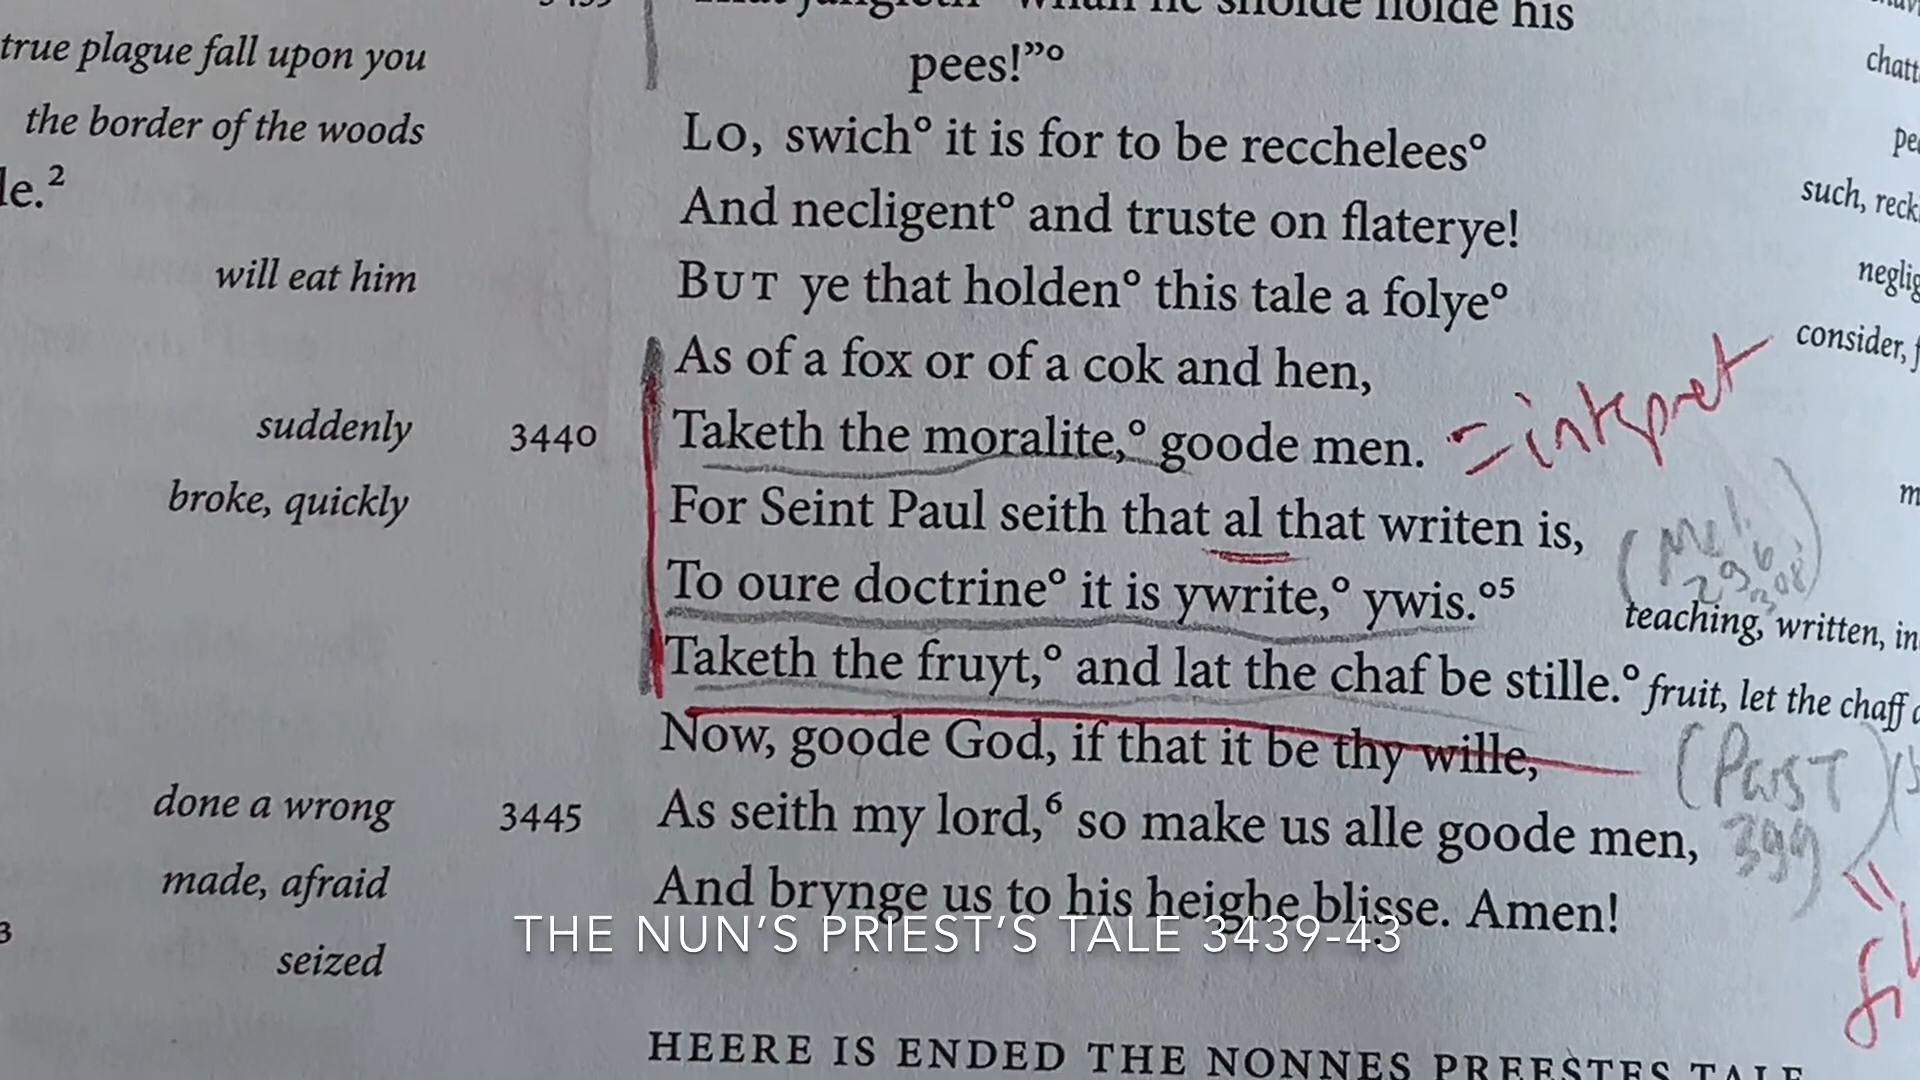 true plague fall upon you
the border of the woods
le.²
will eat him
suddenly
broke, quickly
done a wrong
made, afraid
3
seized
his
pees!”°
Lo, swich° it is for to be recchelees°
And necligent° and truste on flaterye!
But ye that holden° this tale a folye°
As of a fox or of a cok and hen,
3440 Taketh the moralite,° goode men. = intepret
For Seint Paul seith that al that writen is,
To oure doctrine° it is ywrite,° ywis.°⁵
Taketh the fruyt,° and lat the chaf be stille.°
Now, goode God, if that it be thy wille,
3445 As seith my lord,⁶ so make us alle goode men,
And brynge us to his heighe blisse. Amen!
HEERE IS ENDED THE NONNES PREESTES TALE
such,
consider,
teaching, written,
fruit, let the chaff
399
THE NUN’S PRIEST’S TALE 3439-43